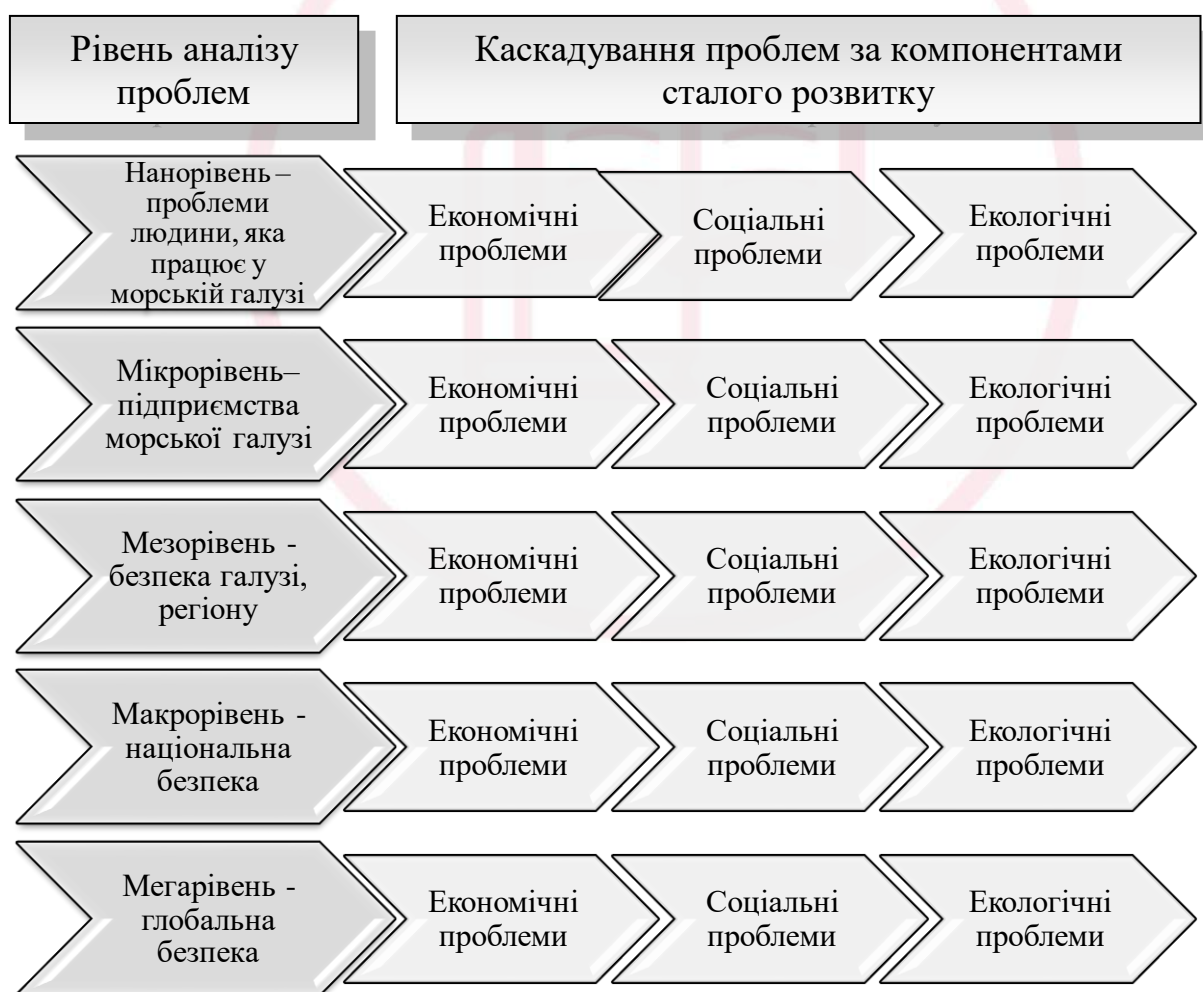 Рівень аналізу
проблем
Каскадування проблем за компонентами
сталого розвитку
Нанорівень –
проблеми
людини, яка
працює у
морській галузі
Економічні
проблеми
Соціальні
проблеми
Екологічні
проблеми
Мікрорівень–
підприємства
морської галузі
Економічні
проблеми
Соціальні
проблеми
Екологічні
проблеми
Мезорівень -
безпека галузі,
регіону
Економічні
проблеми
Соціальні
проблеми
Екологічні
проблеми
Макрорівень -
національна
безпека
Економічні
проблеми
Соціальні
проблеми
Екологічні
проблеми
Мегарівень -
глобальна
безпека
Економічні
проблеми
Соціальні
проблеми
Екологічні
проблеми